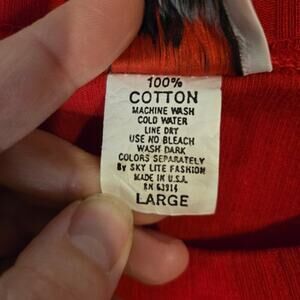 100%
COTTON
MACHINE WASH
COLD WATER
LINE DRY
USE NO BLEACH
WASH DARK
COLORS SEPARATELY
By SKY LITE FASHION
MADE IN U.S.A.
RN 63914
LARGE